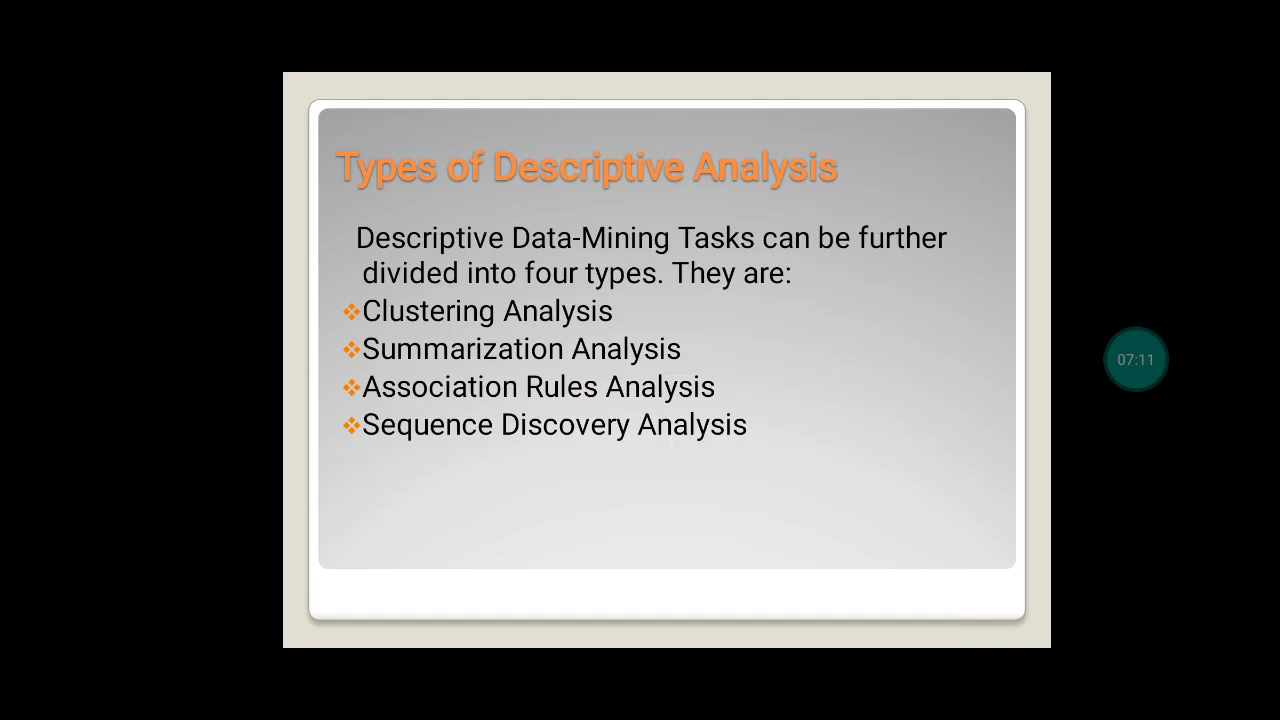 Types of Descriptive Analysis
Descriptive Data-Mining Tasks can be further
divided into four types. They are:
❖Clustering Analysis
❖Summarization Analysis
❖Association Rules Analysis
❖Sequence Discovery Analysis
07:11